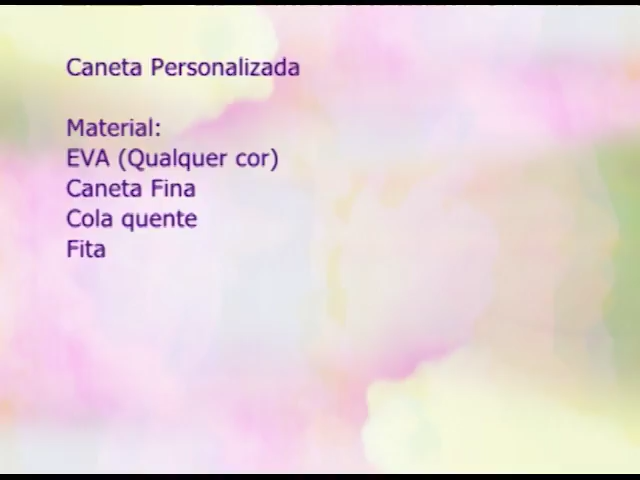 Caneta Personalizada
Material:
EVA (Qualquer cor)
Caneta Fina
Cola quente
Fita